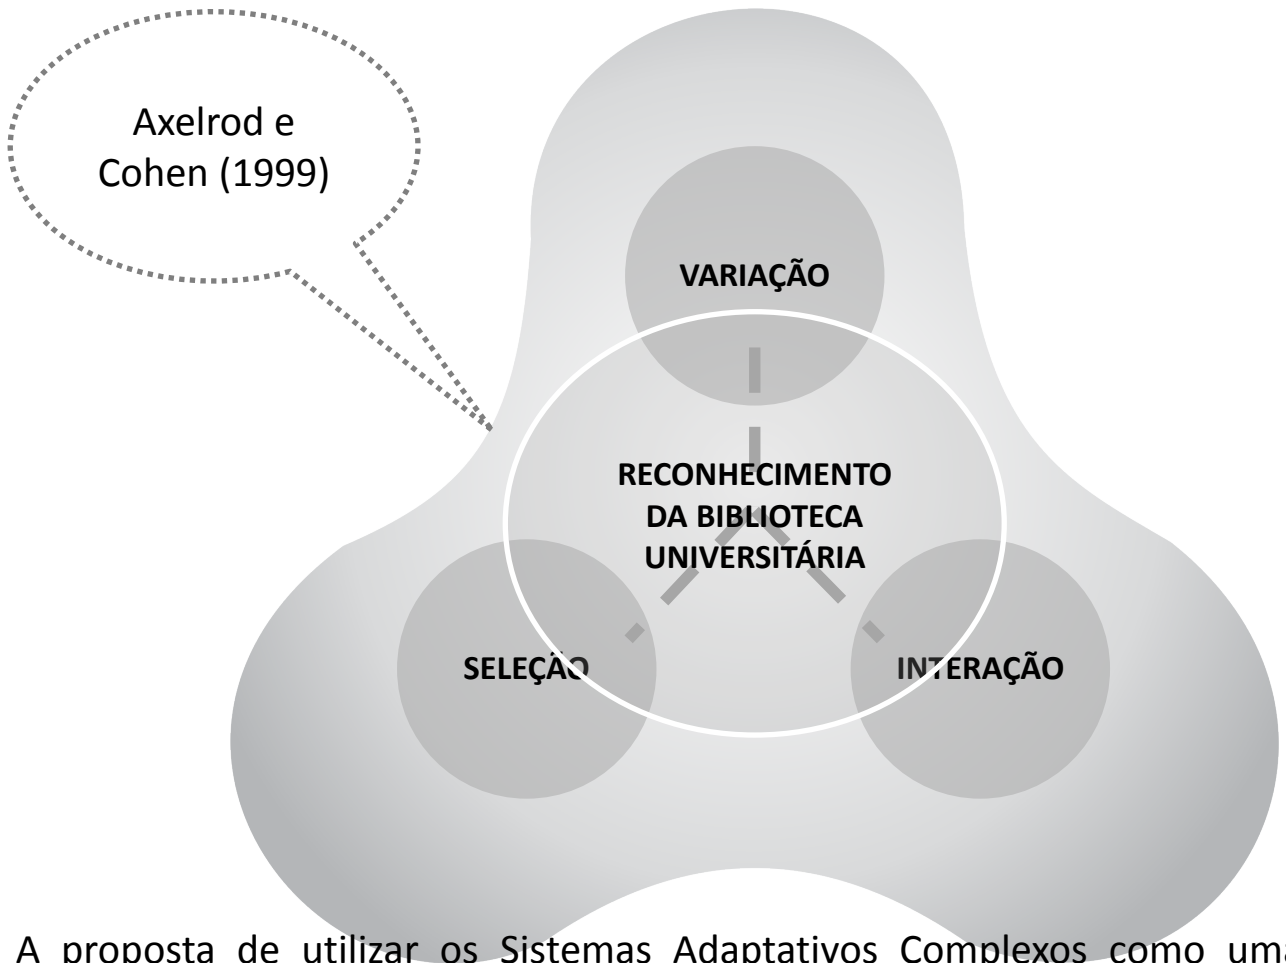 Axelrod e
Cohen (1999)
VARIAÇÃO
RECONHECIMENTO
DA BIBLIOTECA
UNIVERSITÁRIA
SELEÇÃO
INTERAÇÃO
A proposta de utilizar os Sistemas Adaptativos Complexos como uma